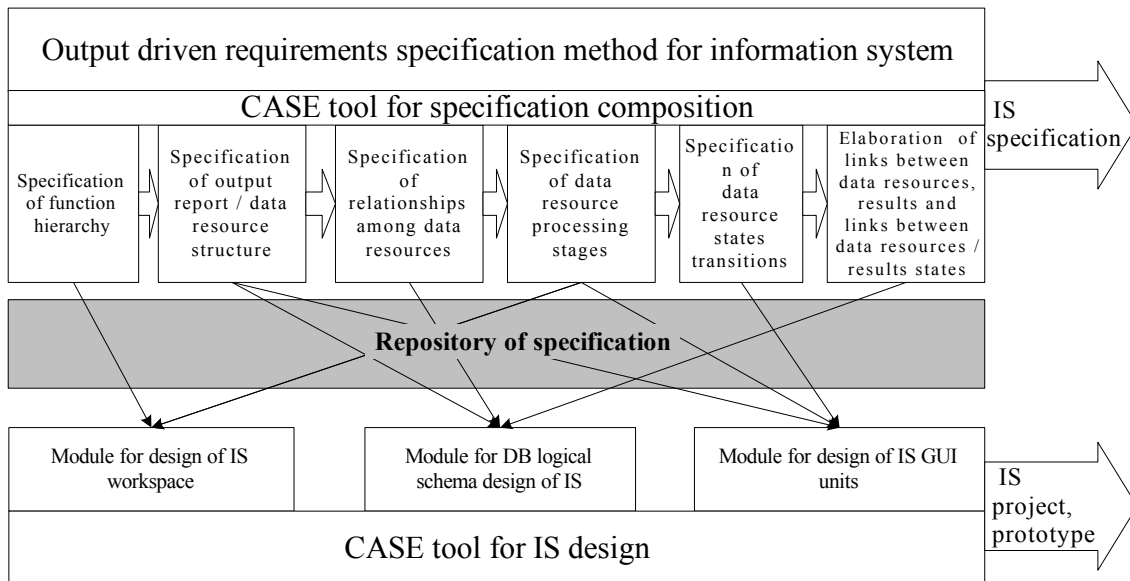 Output driven requirements specification method for information system
CASE tool for specification composition
IS
specification
Specification
of function
hierarchy
Specification
of output
report / data
resource
structure
Specification
of
relationships
among data
resources
Specification
of data
resource
processing
stages
Specificatio
n of data
resource
states
transitions
Elaboration of
links between
data resources,
results and
links between
data resources /
results states
Repository of specification
Module for design of IS
workspace
Module for DB logical
schema design of IS
Module for design of IS GUI
units
IS
project,
prototype
CASE tool for IS design